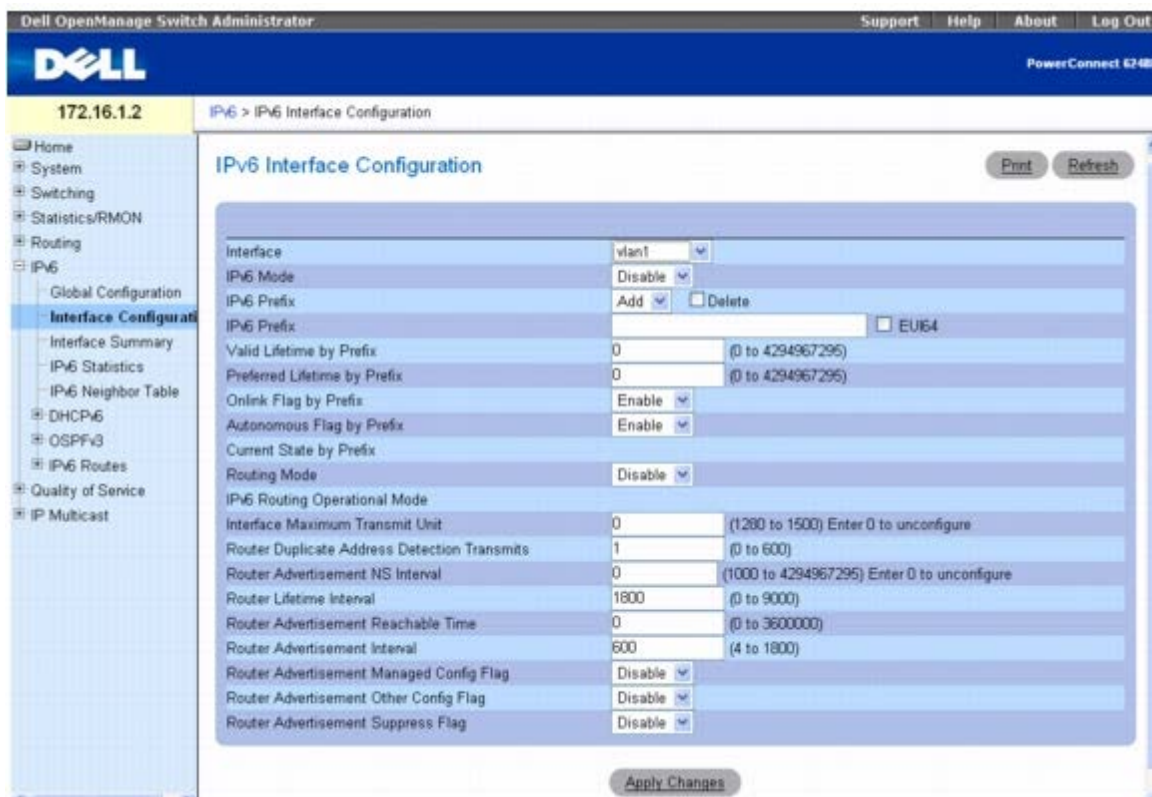 Dell OpenManage Switch Administrator
Support Help About Log Out
DELL
PowerConnect 6248
172.16.1.2
IPv6 > IPv6 Interface Configuration
Home
System
Switching
Statistics/RMON
Routing
IPv6
Global Configuration
Interface Configurati
Interface Summary
IPv6 Statistics
IPv6 Neighbor Table
DHCPv6
OSPFv3
IPv6 Routes
Quality of Service
IP Multicast
IPv6 Interface Configuration
Print Refresh
Interface vlan1
IPv6 Mode Disable
IPv6 Prefix Add Delete
IPv6 Prefix EUI64
Valid Lifetime by Prefix 0 (0 to 4294967295)
Preferred Lifetime by Prefix 0 (0 to 4294967295)
Onlink Flag by Prefix Enable
Autonomous Flag by Prefix Enable
Current State by Prefix
Routing Mode Disable
IPv6 Routing Operational Mode
Interface Maximum Transmit Unit 0 (1280 to 1500) Enter 0 to unconfigure
Router Duplicate Address Detection Transmits 1 (0 to 600)
Router Advertisement NS Interval 0 (1000 to 4294967295) Enter 0 to unconfigure
Router Lifetime Interval 1800 (0 to 9000)
Router Advertisement Reachable Time 0 (0 to 3600000)
Router Advertisement Interval 600 (4 to 1800)
Router Advertisement Managed Config Flag Disable
Router Advertisement Other Config Flag Disable
Router Advertisement Suppress Flag Disable
Apply Changes